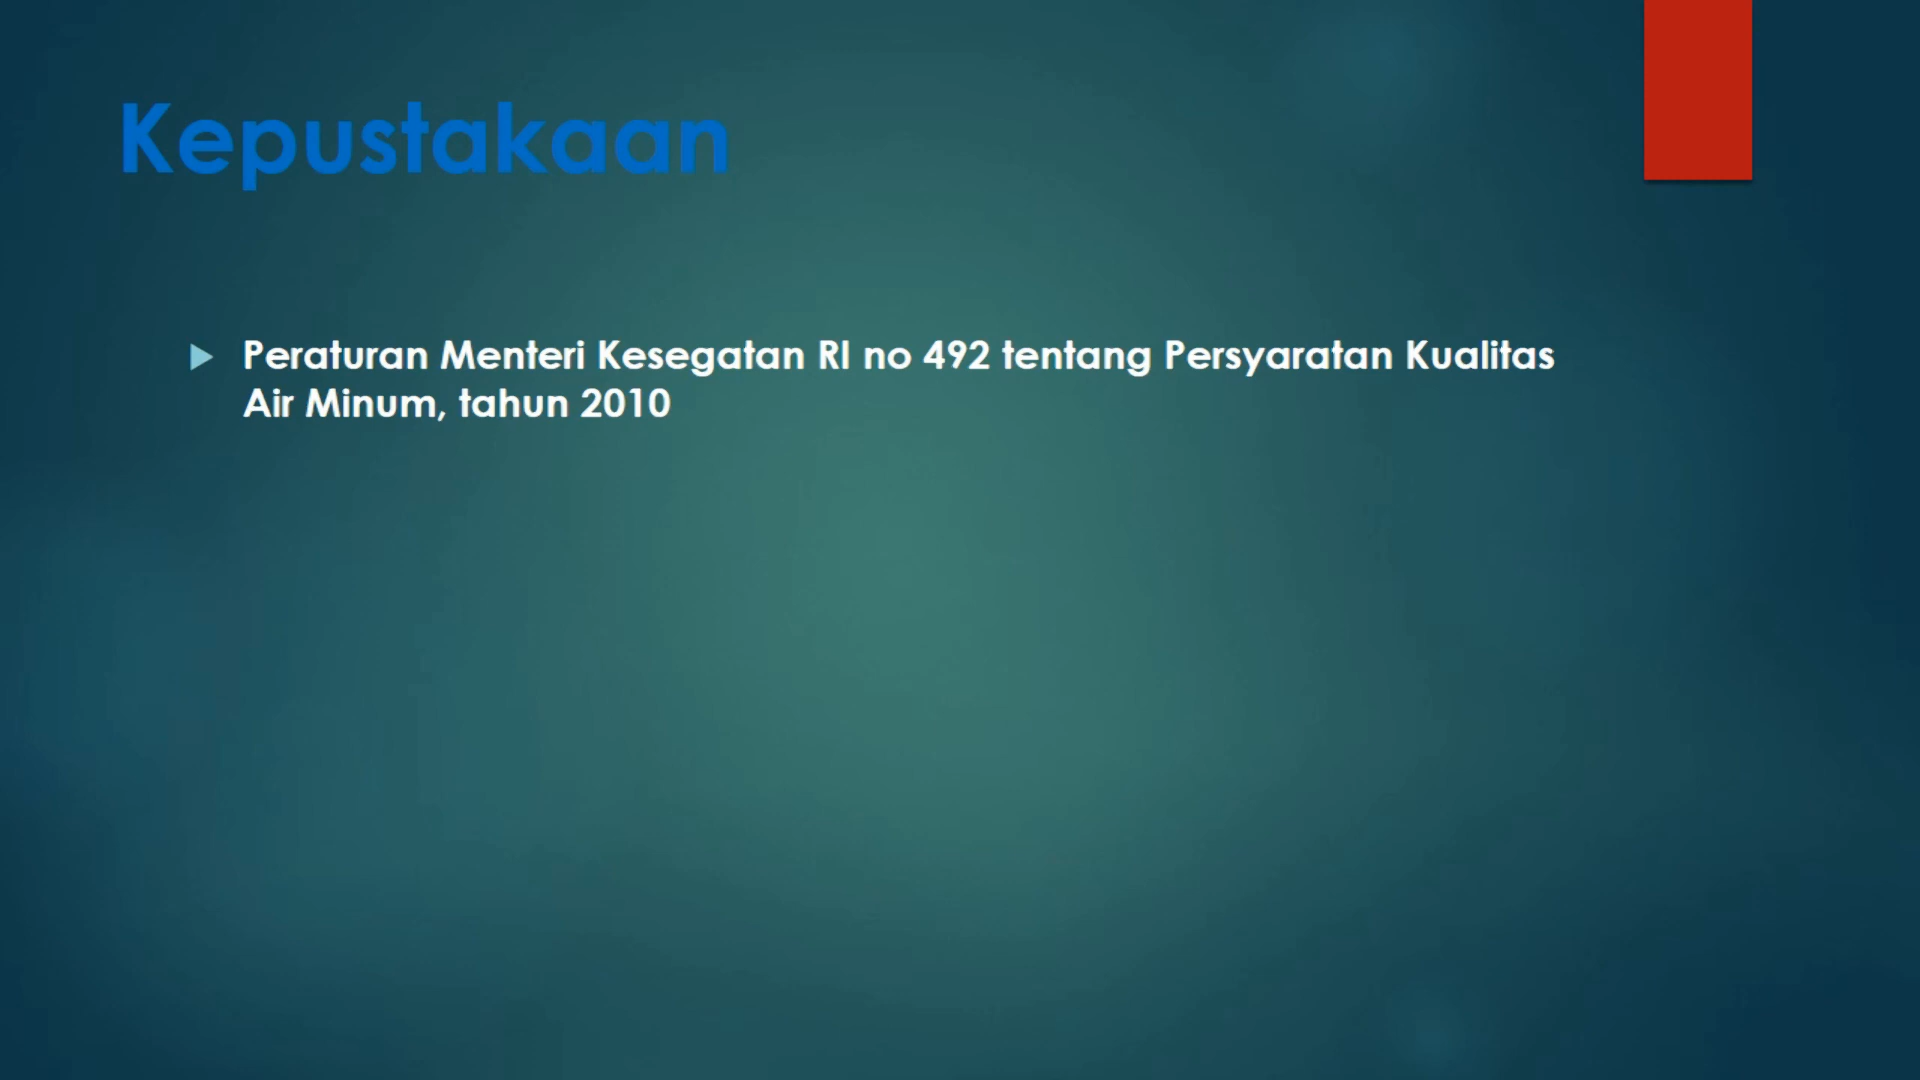 Kepustakaan
Peraturan Menteri Kesegatan RI no 492 tentang Persyaratan Kualitas
Air Minum, tahun 2010